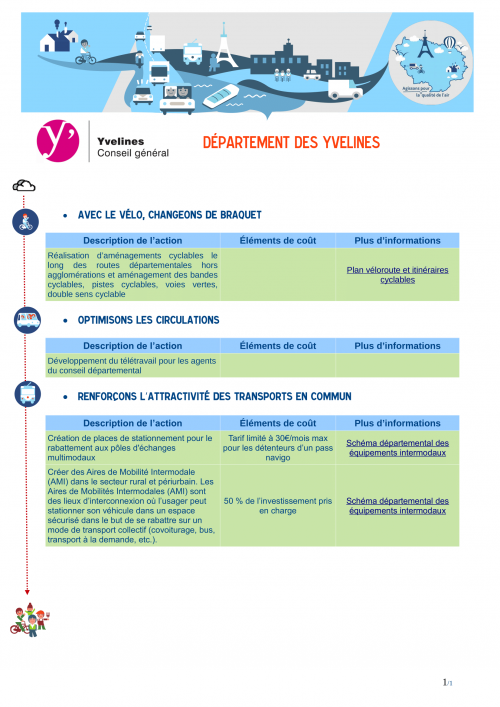 Agissons pour
la qualité de l'air
y'
Yvelines
Conseil général
DÉPARTEMENT DES YVELINES
• AVEC LE VÉLO, CHANGEONS DE BRAQUET
Description de l'action Éléments de coût Plus d'informations
Réalisation d'aménagements cyclables le
long des routes départementales hors
agglomérations et aménagement des bandes
cyclables, pistes cyclables, voies vertes,
double sens cyclable
Plan véloroute et itinéraires
cyclables
• OPTIMISONS LES CIRCULATIONS
Description de l'action Éléments de coût Plus d'informations
Développement du télétravail pour les agents
du conseil départemental
• RENFORÇONS L'ATTRACTIVITÉ DES TRANSPORTS EN COMMUN
Description de l'action Éléments de coût Plus d'informations
Création de places de stationnement pour le
rabattement aux pôles d'échanges
multimodaux
Tarif limité à 30€/mois max
pour les détenteurs d'un pass
navigo
Schéma départemental des
équipements intermodaux
Créer des Aires de Mobilité Intermodale
(AMI) dans le secteur rural et périurbain. Les
Aires de Mobilités Intermodales (AMI) sont
des lieux d'interconnexion où l'usager peut
stationner son véhicule dans un espace
sécurisé dans le but de se rabattre sur un
mode de transport collectif (covoiturage, bus,
transport à la demande, etc.).
50 % de l'investissement pris
en charge
Schéma départemental des
équipements intermodaux
1/1